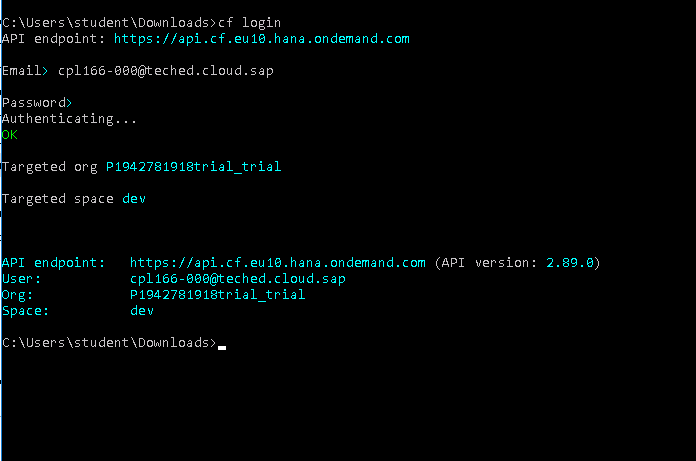 C:\Users\student\Downloads>cf login
API endpoint: https://api.cf.eu10.hana.ondemand.com
Email> cpl166-000@teched.cloud.sap
Password>
Authenticating...
OK
Targeted org P1942781918trial_trial
Targeted space dev
API endpoint:   https://api.cf.eu10.hana.ondemand.com (API version: 2.89.0)
User:           cpl166-000@teched.cloud.sap
Org:            P1942781918trial_trial
Space:          dev
C:\Users\student\Downloads>